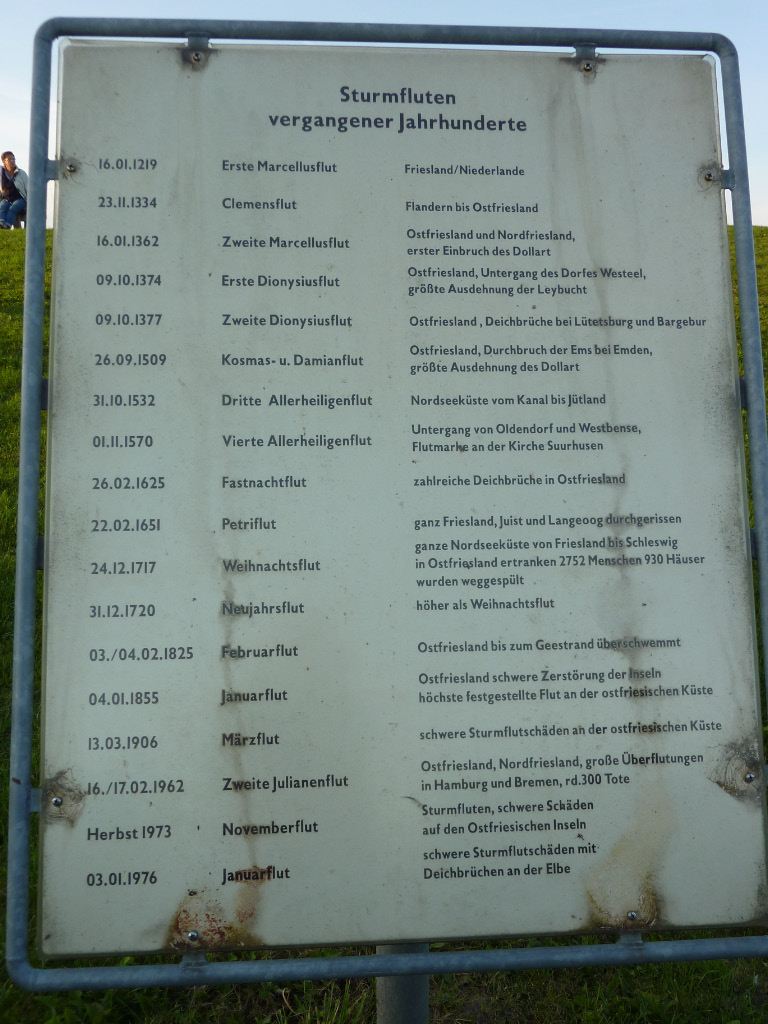 Sturmfluten
vergangener Jahrhunderte
16.01.1219 Erste Marcellusflut Friesland/Niederlande
23.11.1334 Clemensflut Flandern bis Ostfriesland
16.01.1362 Zweite Marcellusflut Ostfriesland und Nordfriesland,
erster Einbruch des Dollart
09.10.1374 Erste Dionysiusflut Ostfriesland, Untergang des Dorfes Westeel,
größte Ausdehnung der Leybucht
09.10.1377 Zweite Dionysiusflut Ostfriesland , Deichbrüche bei Lütetsburg und Bargebur
26.09.1509 Kosmas- u. Damianflut Ostfriesland, Durchbruch der Ems bei Emden,
größte Ausdehnung des Dollart
31.10.1532 Dritte Allerheiligenflut Nordseeküste vom Kanal bis Jütland
01.11.1570 Vierte Allerheiligenflut Untergang von Oldendorf und Westbense,
Flutmarke an der Kirche Suurhusen
26.02.1625 Fastnachtflut zahlreiche Deichbrüche in Ostfriesland
22.02.1651 Petriflut ganz Friesland, Juist und Langeoog durchgerissen
24.12.1717 Weihnachtsflut ganze Nordseeküste von Friesland bis Schleswig
in Ostfriesland ertranken 2752 Menschen 930 Häuser
wurden weggespült
31.12.1720 Neujahrsflut höher als Weihnachtsflut
03./04.02.1825 Februarflut Ostfriesland bis zum Geestrand überschwemmt
04.01.1855 Januarflut Ostfriesland schwere Zerstörung der Inseln
höchste festgestellte Flut an der ostfriesischen Küste
13.03.1906 Märzflut schwere Sturmflutschäden an der ostfriesischen Küste
16./17.02.1962 Zweite Julianenflut Ostfriesland, Nordfriesland, große Überflutungen
in Hamburg und Bremen, rd.300 Tote
Herbst 1973 Novemberflut Sturmfluten, schwere Schäden
auf den Ostfriesischen Inseln
03.01.1976 Januarflut schwere Sturmflutschäden mit
Deichbrüchen an der Elbe